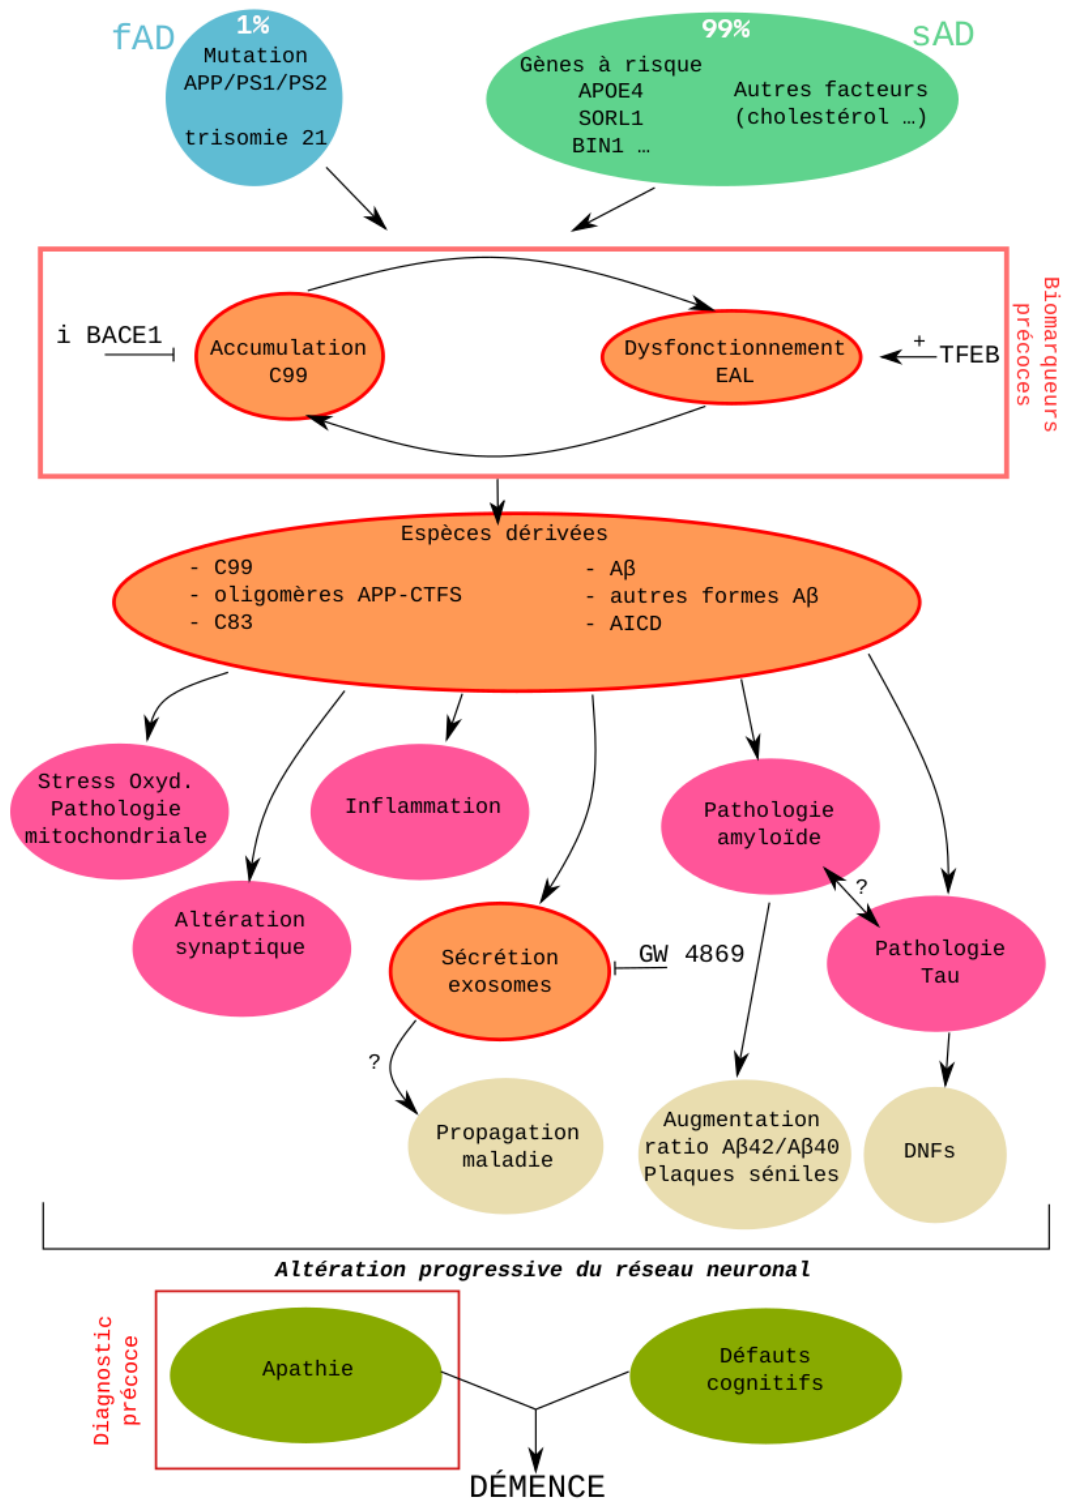 fAD
1%
Mutation
APP/PS1/PS2
trisomie 21
sAD
99%
Gènes à risque
APOE4
SORL1
BIN1 …
Autres facteurs
(cholestérol …)
i BACE1
Accumulation
C99
Dysfonctionnement
EAL
+
TFEB
Biomarqueurs
précoces
Espèces dérivées
- C99
- oligomères APP-CTFS
- C83
- Aβ
- autres formes Aβ
- AICD
Stress Oxyd.
Pathologie
mitochondriale
Inflammation
Pathologie
amyloïde
?
Altération
synaptique
Sécrétion
exosomes
GW 4869
Pathologie
Tau
?
Propagation
maladie
Augmentation
ratio Aβ42/Aβ40
Plaques séniles
DNFs
Altération progressive du réseau neuronal
Diagnostic
précoce
Apathie
Défauts
cognitifs
DÉMENCE